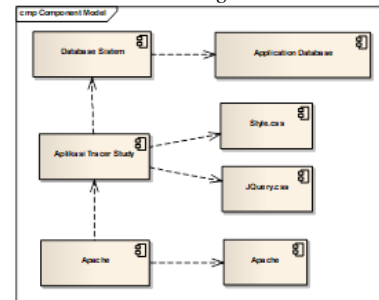 cmp Component Model
Database Sistem
Application Database
Style.css
Aplikasi Tracer Study
JQuery.css
Apache
Apache